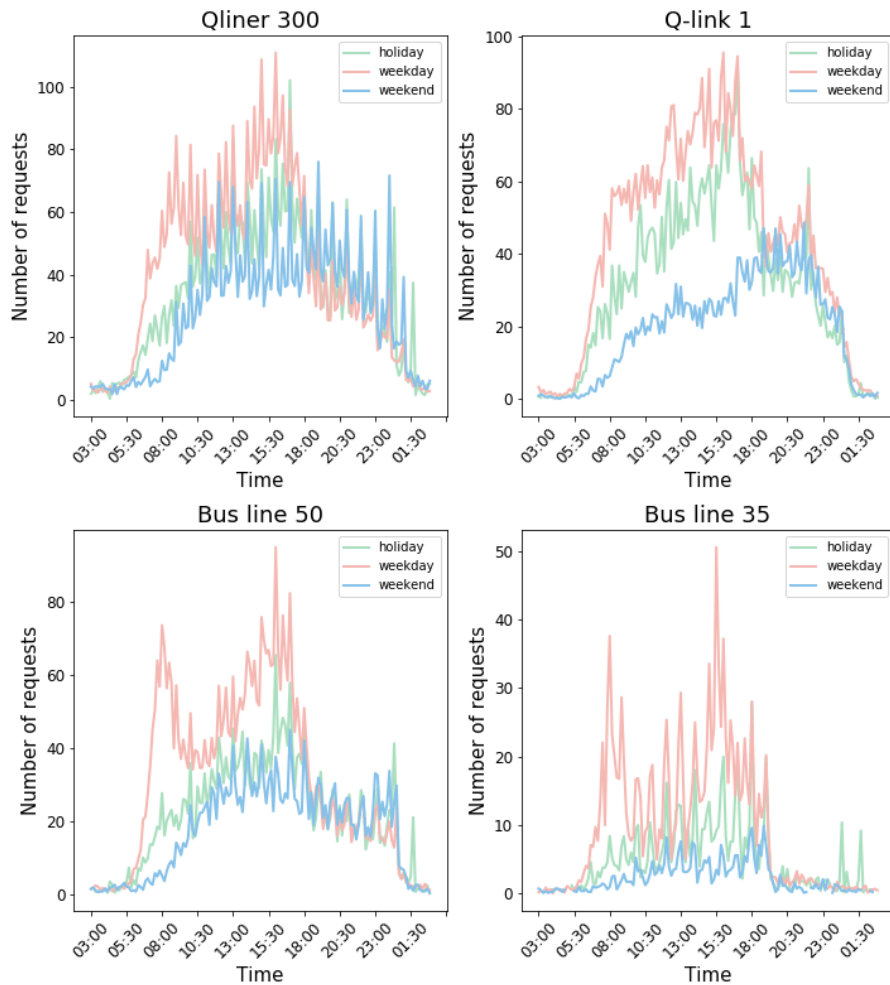 Qliner 300
Number of requests
100
80
60
40
20
0
holiday
weekday
weekend
03:00 05:30 08:00 10:30 13:00 15:30 18:00 20:30 23:00 01:30
Time
Q-link 1
Number of requests
100
80
60
40
20
0
holiday
weekday
weekend
03:00 05:30 08:00 10:30 13:00 15:30 18:00 20:30 23:00 01:30
Time
Bus line 50
Number of requests
80
60
40
20
0
holiday
weekday
weekend
03:00 05:30 08:00 10:30 13:00 15:30 18:00 20:30 23:00 01:30
Time
Bus line 35
Number of requests
50
40
30
20
10
0
holiday
weekday
weekend
03:00 05:30 08:00 10:30 13:00 15:30 18:00 20:30 23:00 01:30
Time